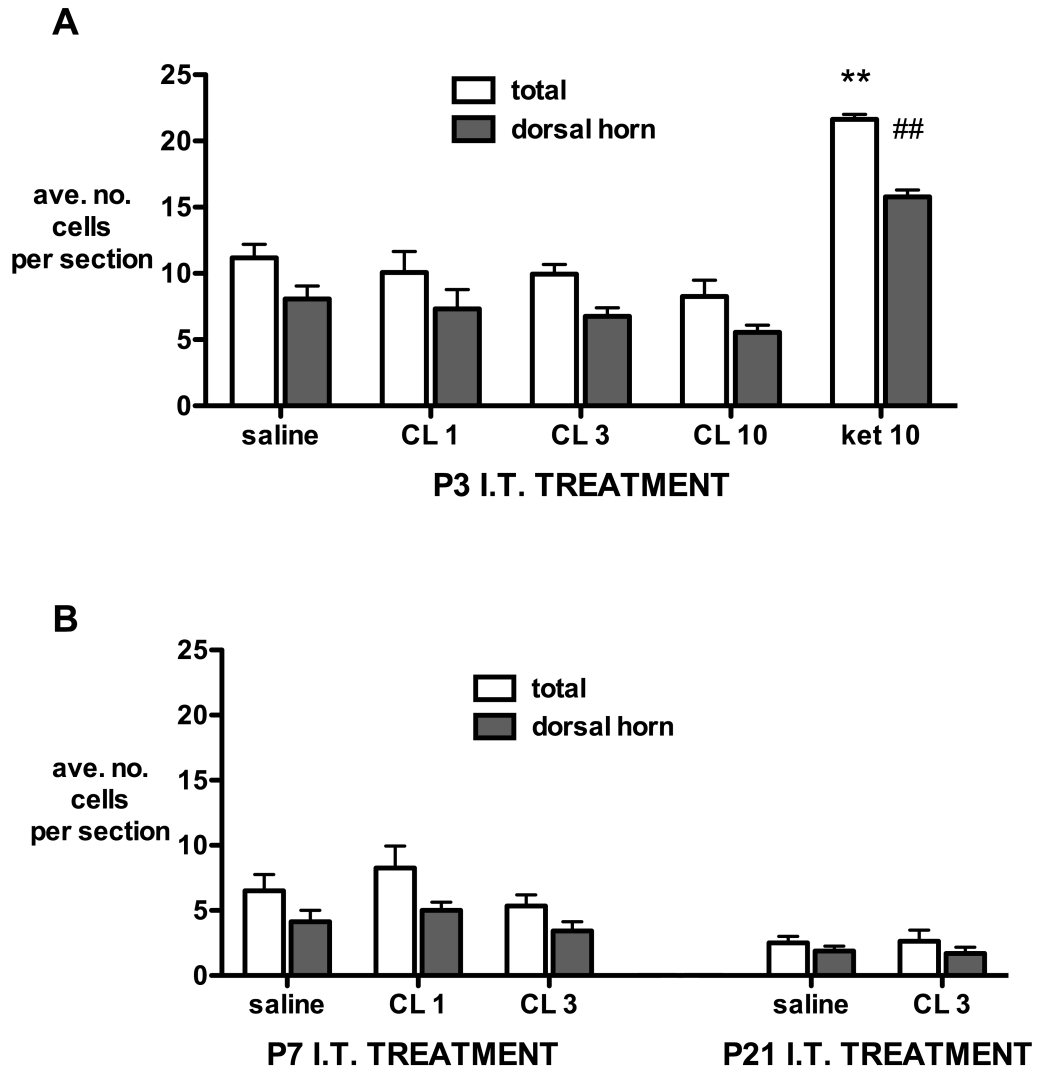 A
25
20
15
10
5
0
ave. no.
cells
per section
total
dorsal horn
**
##
saline CL 1 CL 3 CL 10 ket 10
P3 I.T. TREATMENT
B
25
20
15
10
5
0
ave. no.
cells
per section
total
dorsal horn
saline CL 1 CL 3 saline CL 3
P7 I.T. TREATMENT P21 I.T. TREATMENT